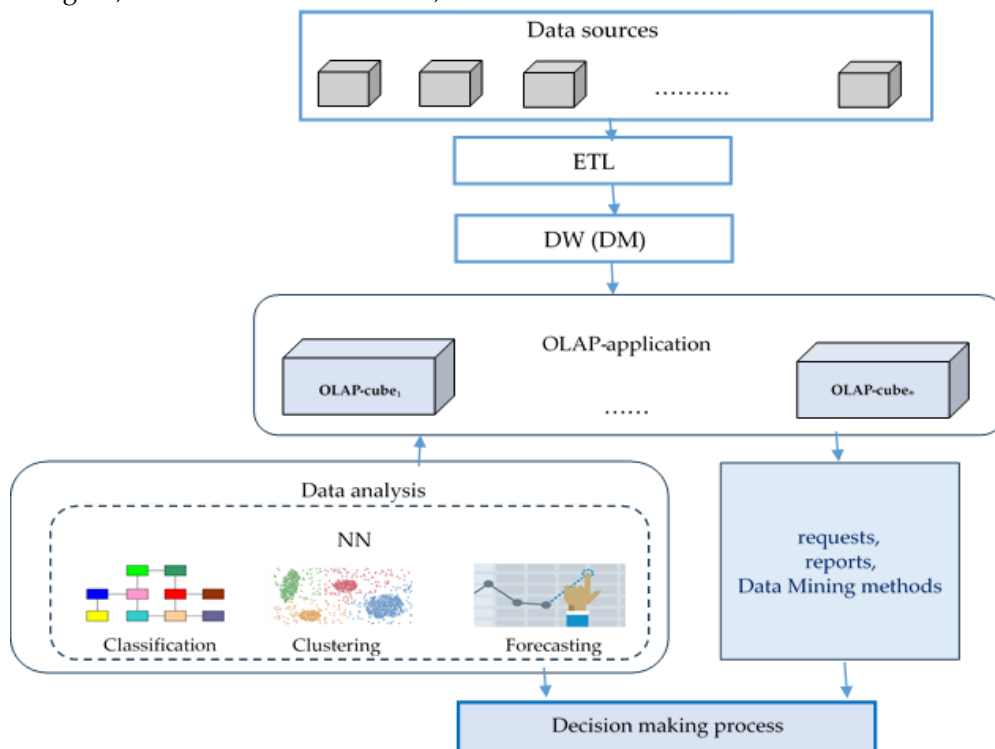 Data sources
……….
ETL
DW (DM)
OLAP-application
OLAP-cube₁
……
OLAP-cubeₙ
Data analysis
NN
Classification
Clustering
Forecasting
requests,
reports,
Data Mining methods
Decision making process